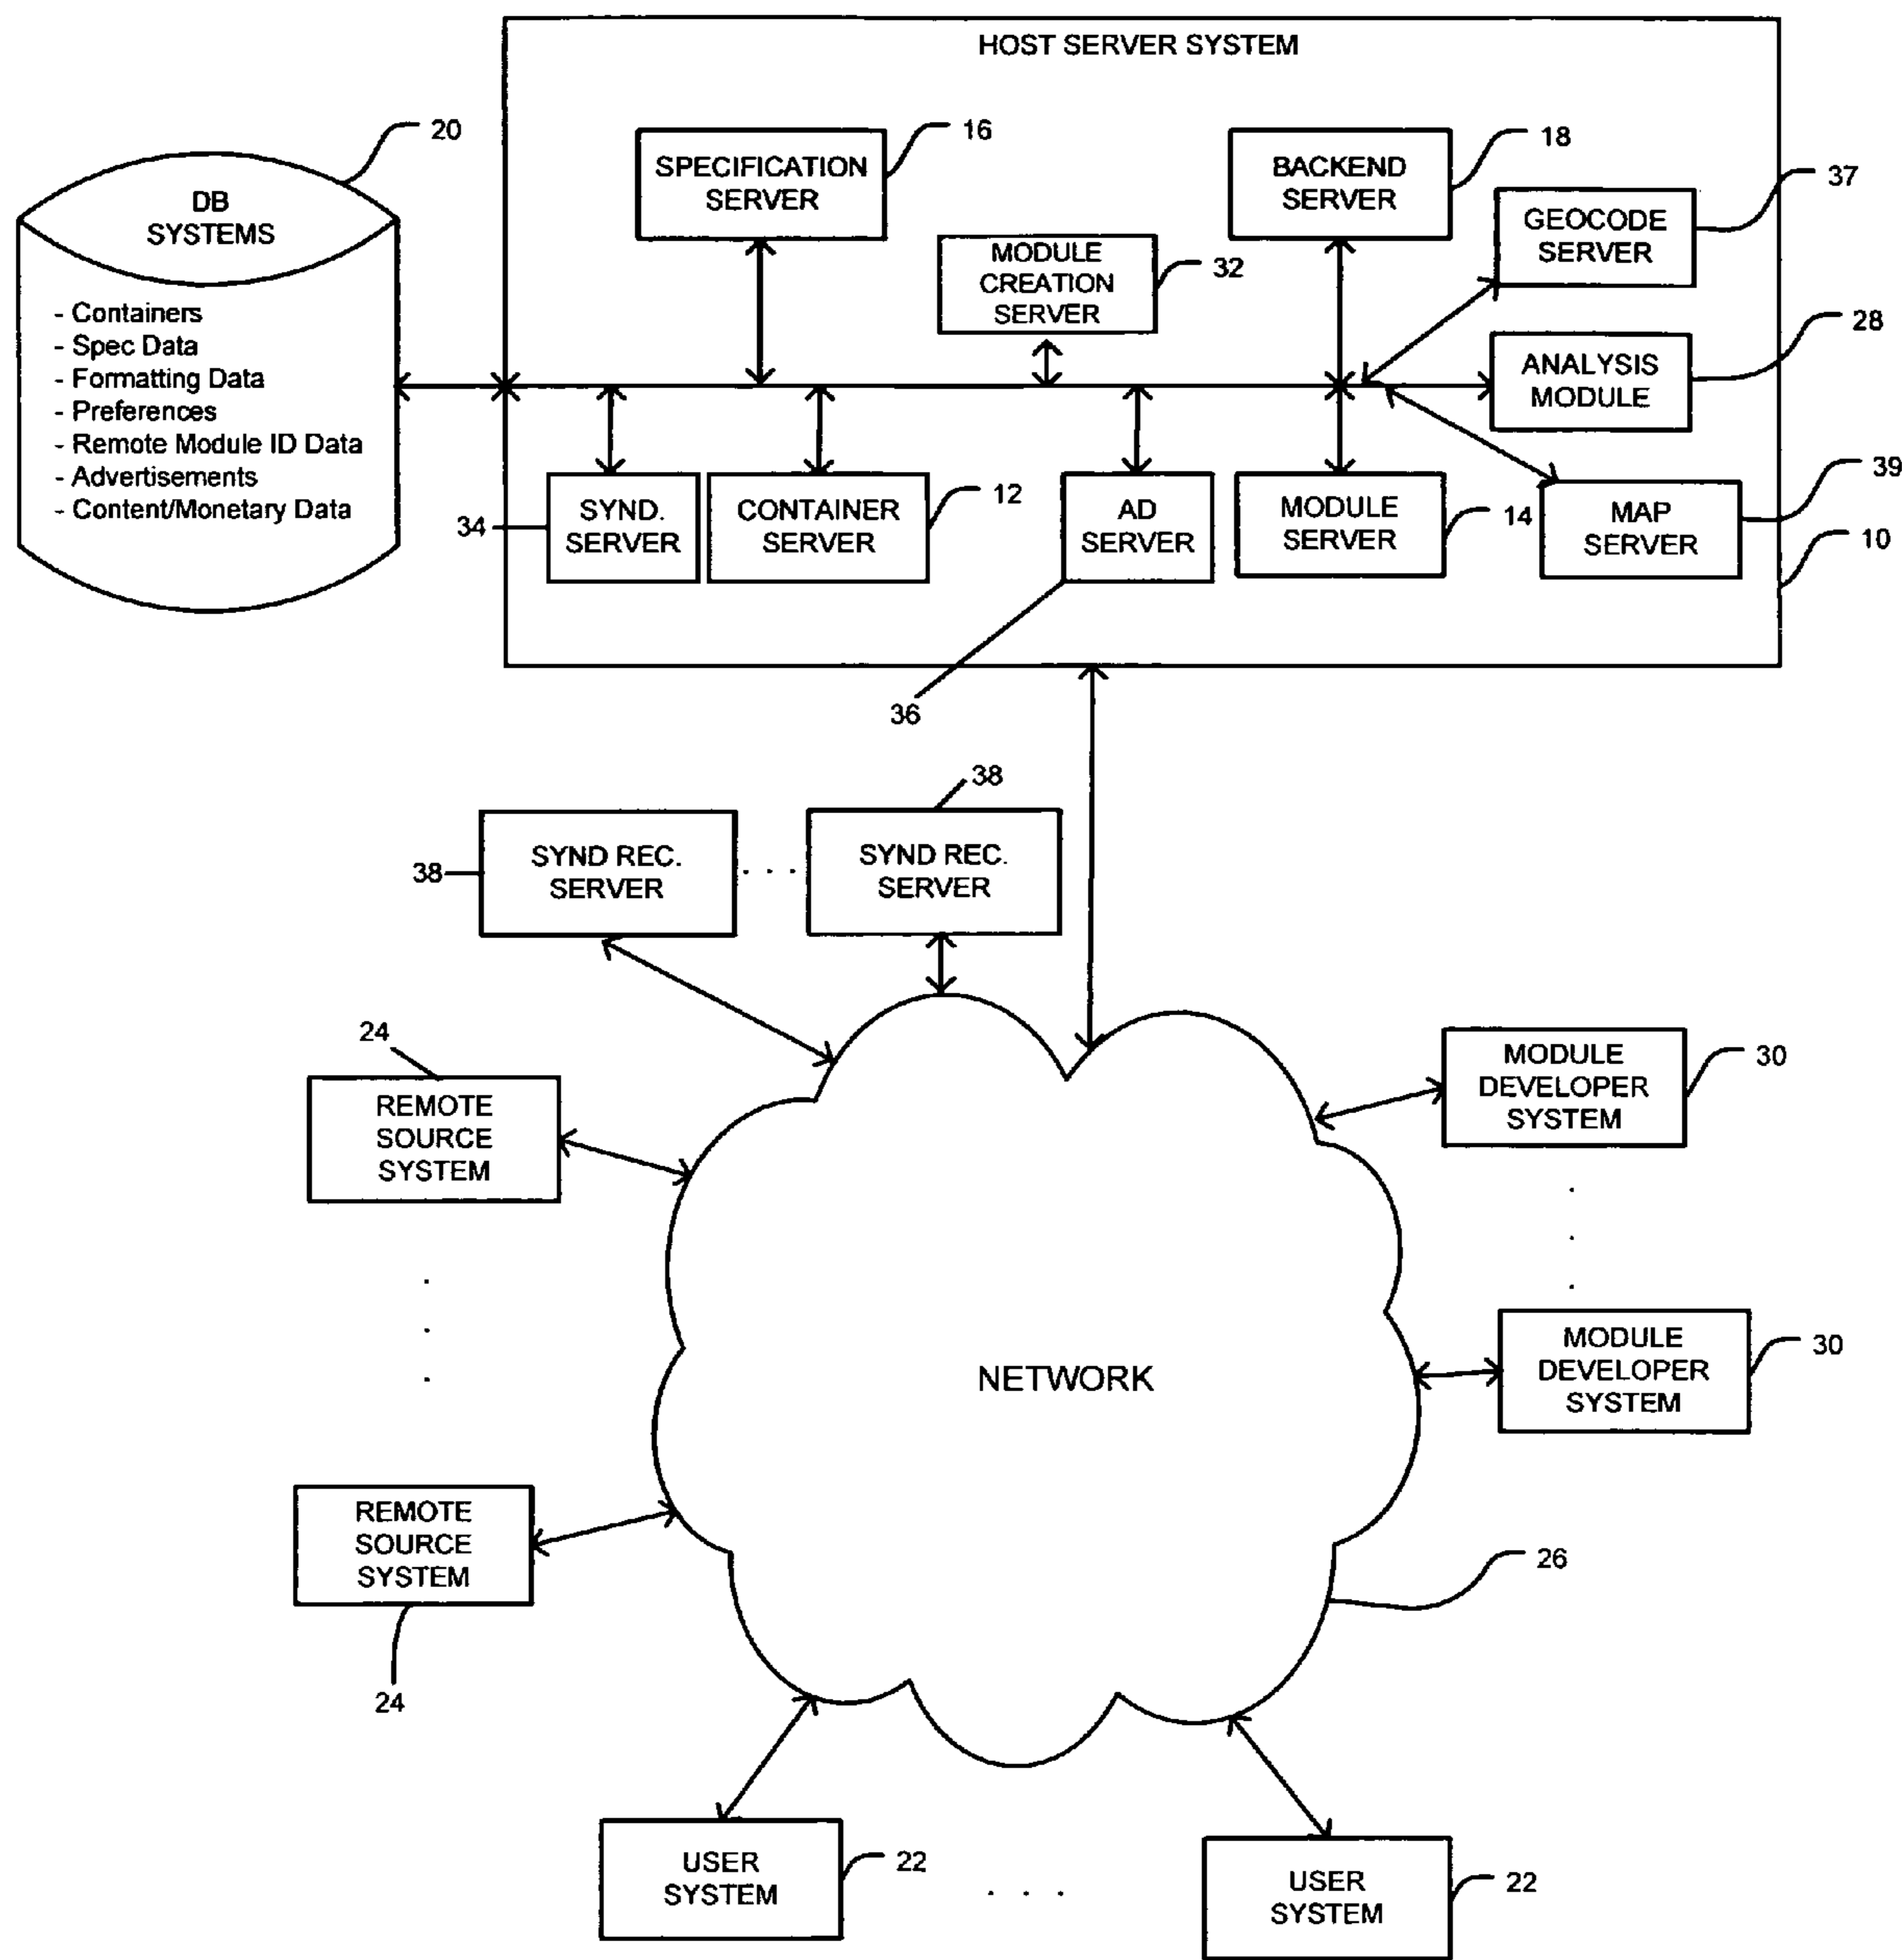 HOST SERVER SYSTEM
20
DB
SYSTEMS
- Containers
- Spec Data
- Formatting Data
- Preferences
- Remote Module ID Data
- Advertisements
- Content/Monetary Data
SPECIFICATION
SERVER
16
MODULE
CREATION
SERVER
32
BACKEND
SERVER
18
GEOCODE
SERVER
37
ANALYSIS
MODULE
28
34
SYND.
SERVER
CONTAINER
SERVER
12
AD
SERVER
36
MODULE
SERVER
14
MAP
SERVER
39
10
38
SYND REC.
SERVER
. . .
38
SYND REC.
SERVER
24
REMOTE
SOURCE
SYSTEM
.
.
.
REMOTE
SOURCE
SYSTEM
24
NETWORK
26
MODULE
DEVELOPER
SYSTEM
30
.
.
.
MODULE
DEVELOPER
SYSTEM
30
USER
SYSTEM
22
. . .
USER
SYSTEM
22